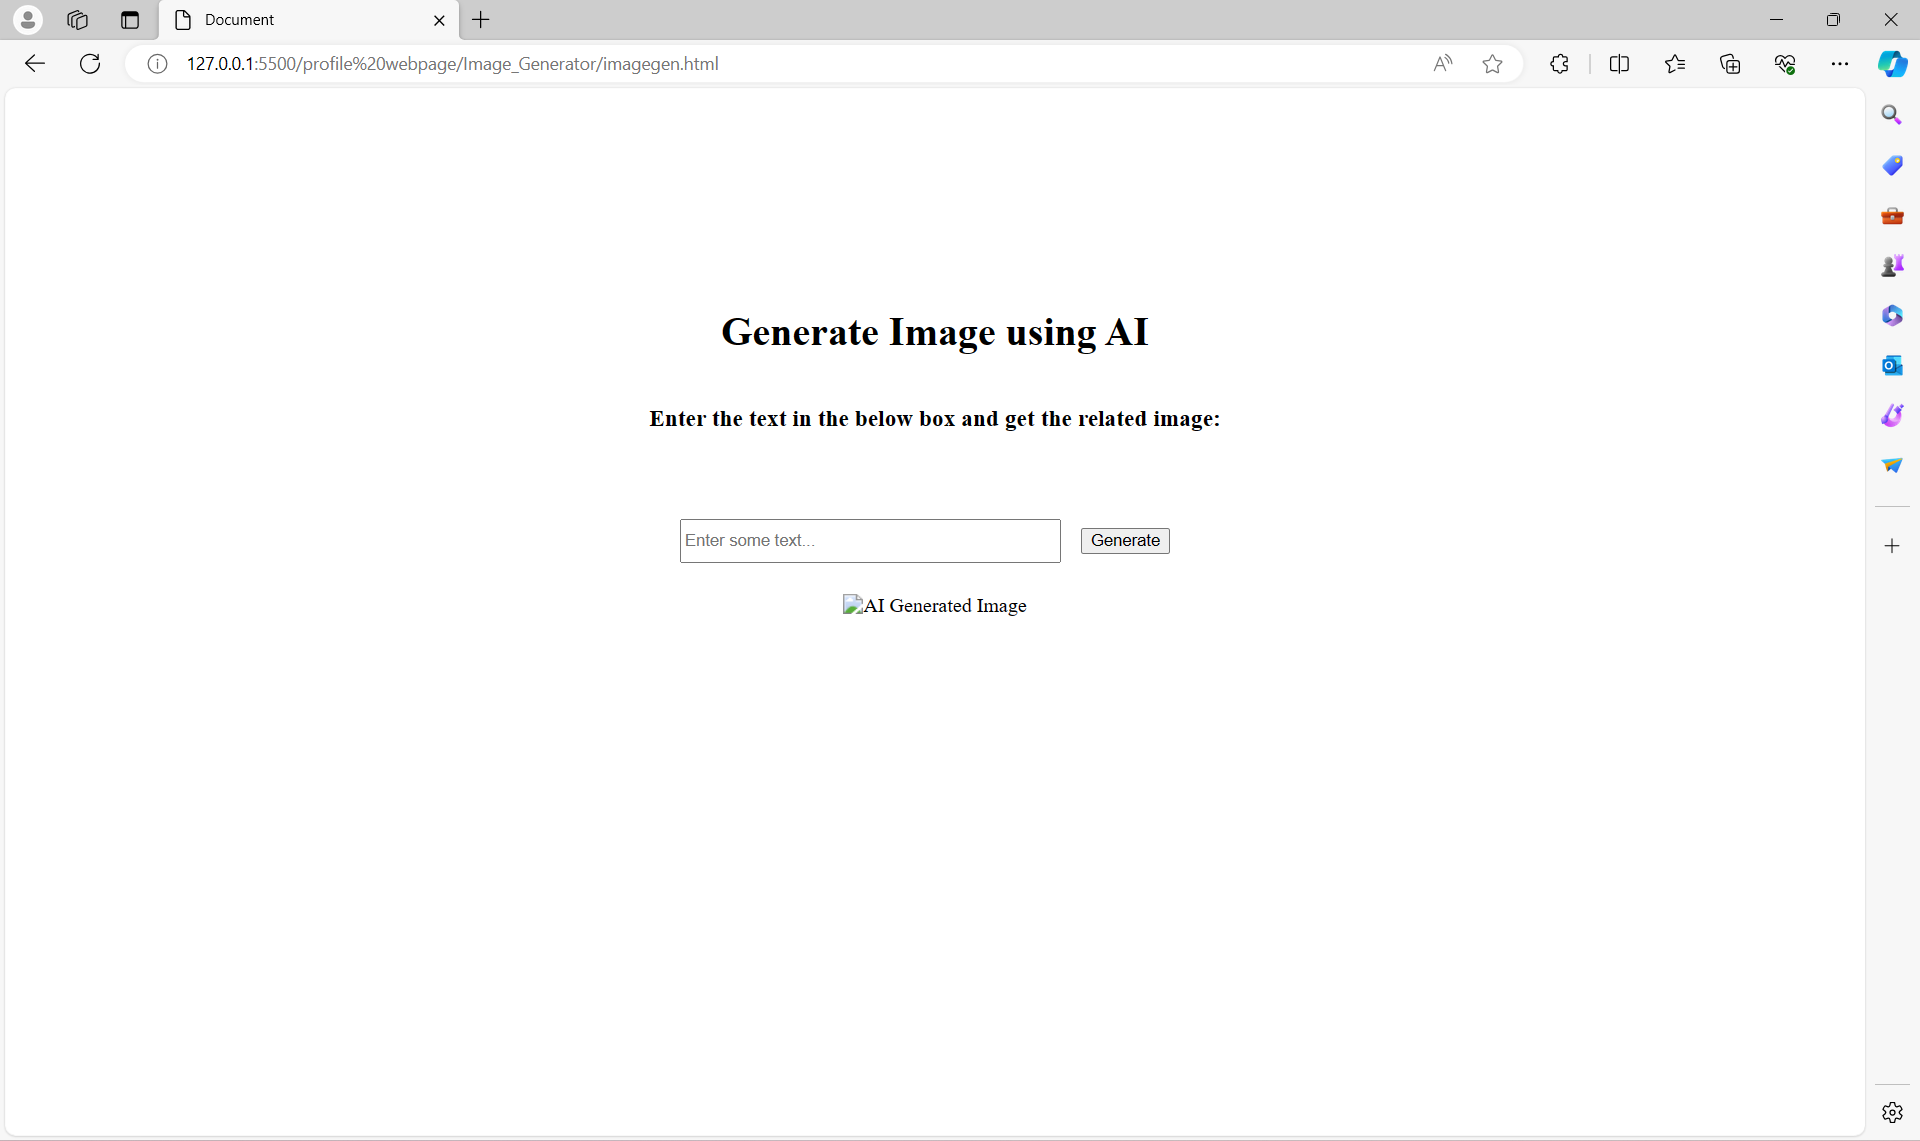 Document
127.0.0.1:5500/profile%20webpage/Image_Generator/imagegen.html
Generate Image using AI
Enter the text in the below box and get the related image:
Enter some text...
Generate
AI Generated Image